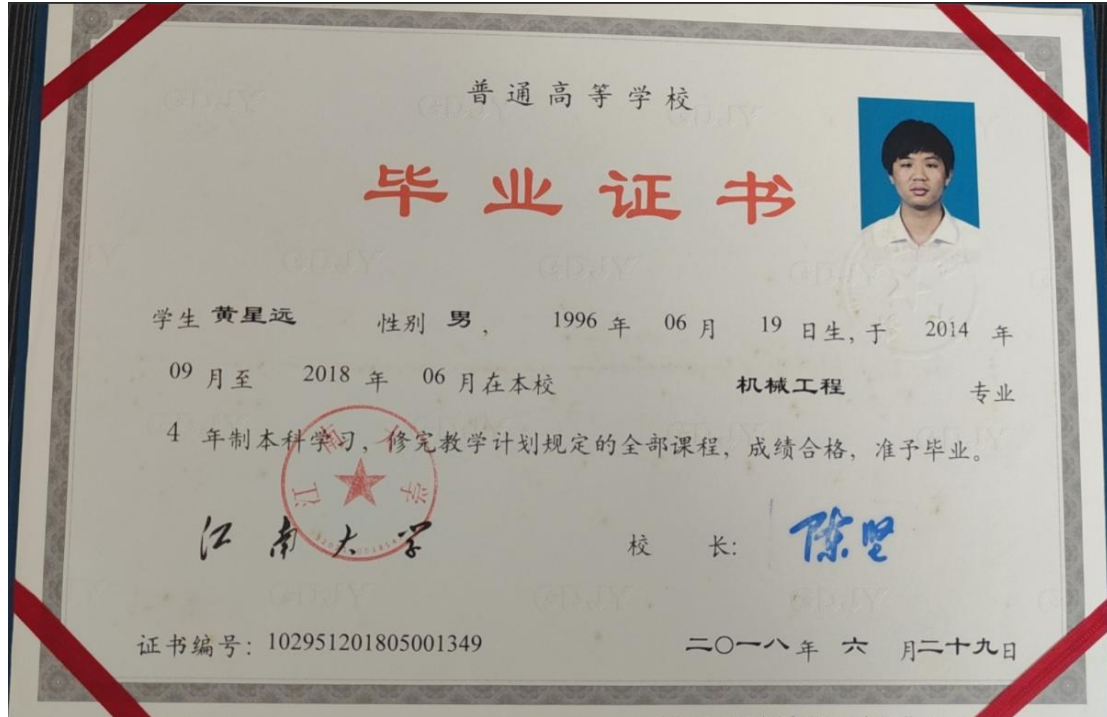 普通高等学校
毕业证书
学生 黄星远 性别 男， 1996 年 06 月 19 日生，于 2014 年
09 月至 2018 年 06 月在本校 机械工程 专业
4 年制本科学习，修完教学计划规定的全部课程，成绩合格，准予毕业。
江南大学
江南大学 校 长： 陈坚
证书编号：102951201805001349 二〇一八年 六 月二十九日